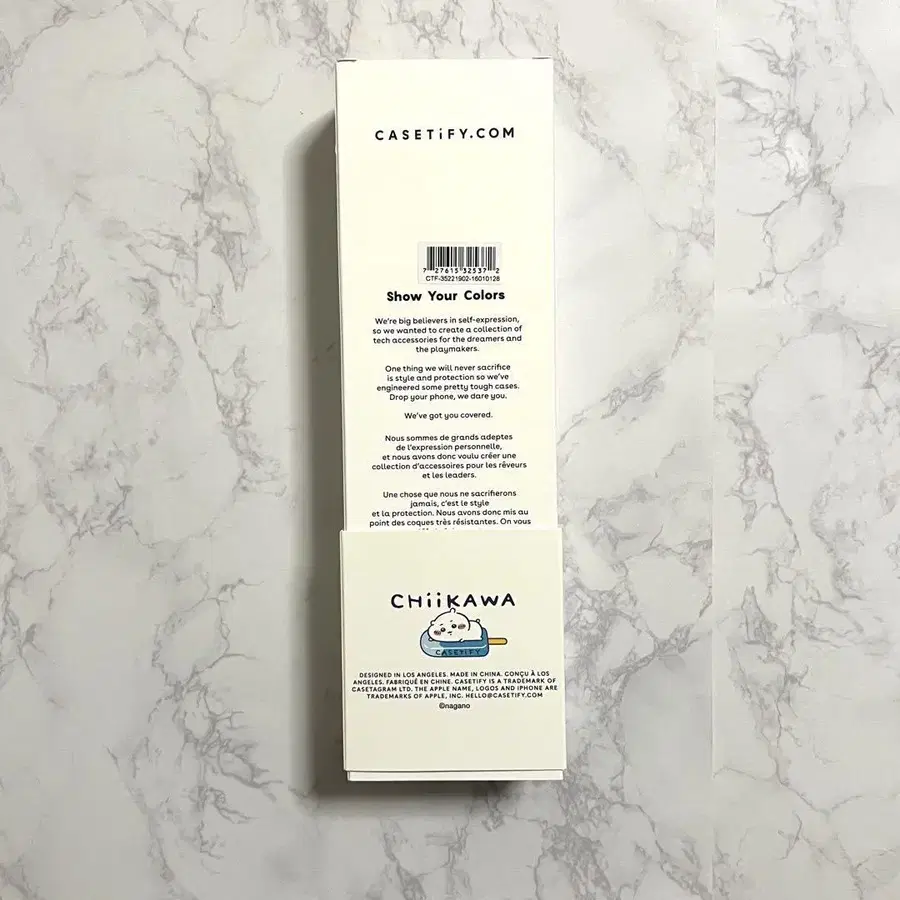 CASETiFY.COM
7 27615 32537 2
CTF-35221902-16010128
Show Your Colors
We're big believers in self-expression,
so we wanted to create a collection of
tech accessories for the dreamers and
the playmakers.
One thing we will never sacrifice
is style and protection so we've
engineered some pretty tough cases.
Drop your phone, we dare you.
We've got you covered.
Nous sommes de grands adeptes
de l'expression personnelle,
et nous avons donc voulu créer une
collection d'accessoires pour les rêveurs
et les leaders.
Une chose que nous ne sacrifierons
jamais, c'est le style
et la protection. Nous avons donc mis au
point des coques très résistantes. On vous
CHiiKAWA
CASETiFY
DESIGNED IN LOS ANGELES. MADE IN CHINA. CONÇU À LOS
ANGELES. FABRIQUÉ EN CHINE. CASETIFY IS A TRADEMARK OF
CASETAGRAM LTD. THE APPLE NAME, LOGOS AND IPHONE ARE
TRADEMARKS OF APPLE, INC. HELLO@CASETIFY.COM
©nagano